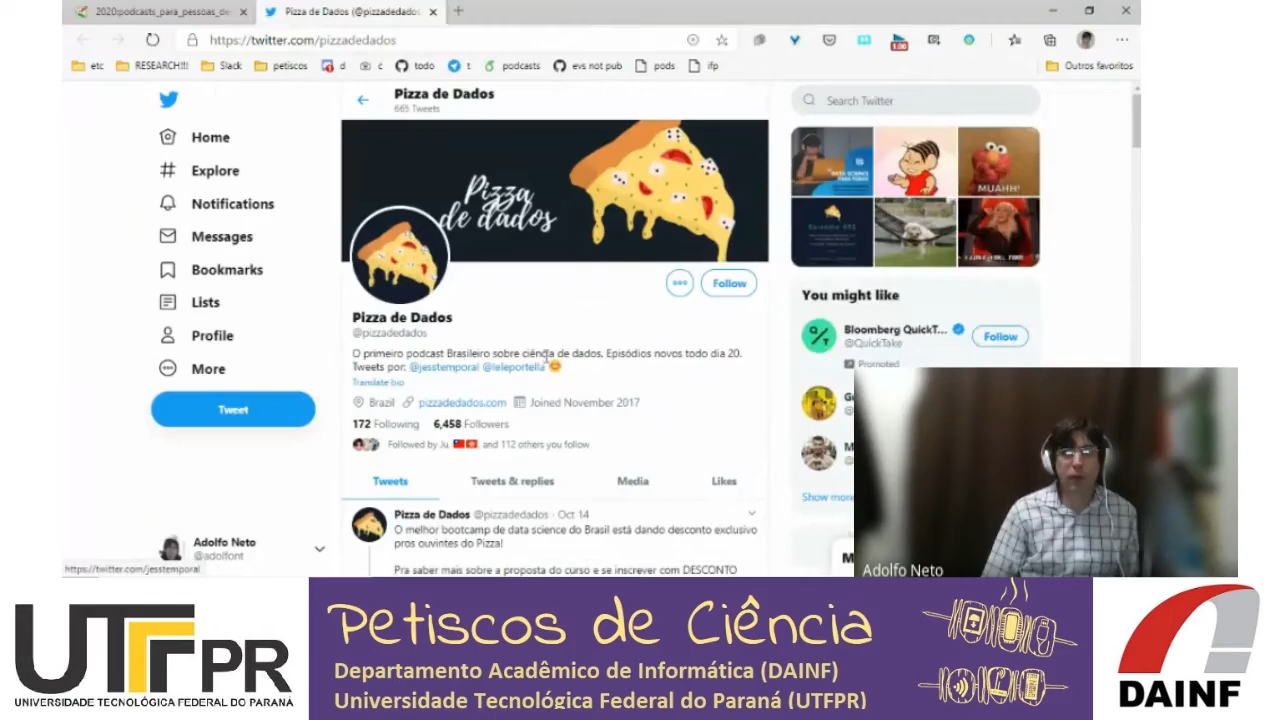 2020:podcasts_para_pessoas_de
Pizza de Dados (@pizzadedados
https://twitter.com/pizzadedados
1.00
etc
RESEARCH!!!
Slack
petiscos
d
c
todo
t
podcasts
evs not pub
pods
ifp
Outros favoritos
Home
Explore
Notifications
Messages
Bookmarks
Lists
Profile
More
Tweet
Adolfo Neto
@adolfont
https://twitter.com/jesstemporal
Pizza de Dados
665 Tweets
Pizza
de dados
Follow
Pizza de Dados
@pizzadedados
O primeiro podcast Brasileiro sobre ciência de dados. Episódios novos todo dia 20.
Tweets por: @jesstemporal @leleportella
Translate bio
Brazil pizzadedados.com Joined November 2017
172 Following 6,458 Followers
Followed by Ju, and 112 others you follow
Tweets
Tweets & replies
Media
Likes
Pizza de Dados @pizzadedados · Oct 14
O melhor bootcamp de data science do Brasil está dando desconto exclusivo
pros ouvintes do Pizza!
Pra saber mais sobre a proposta do curso e se inscrever com DESCONTO
Search Twitter
MUAHH!
You might like
Bloomberg QuickT...
@QuickTake
Promoted
Follow
Show more
Adolfo Neto
UTFPR
UNIVERSIDADE TECNOLÓGICA FEDERAL DO PARANÁ
Petiscos de Ciência
Departamento Acadêmico de Informática (DAINF)
Universidade Tecnológica Federal do Paraná (UTFPR)
DAINF